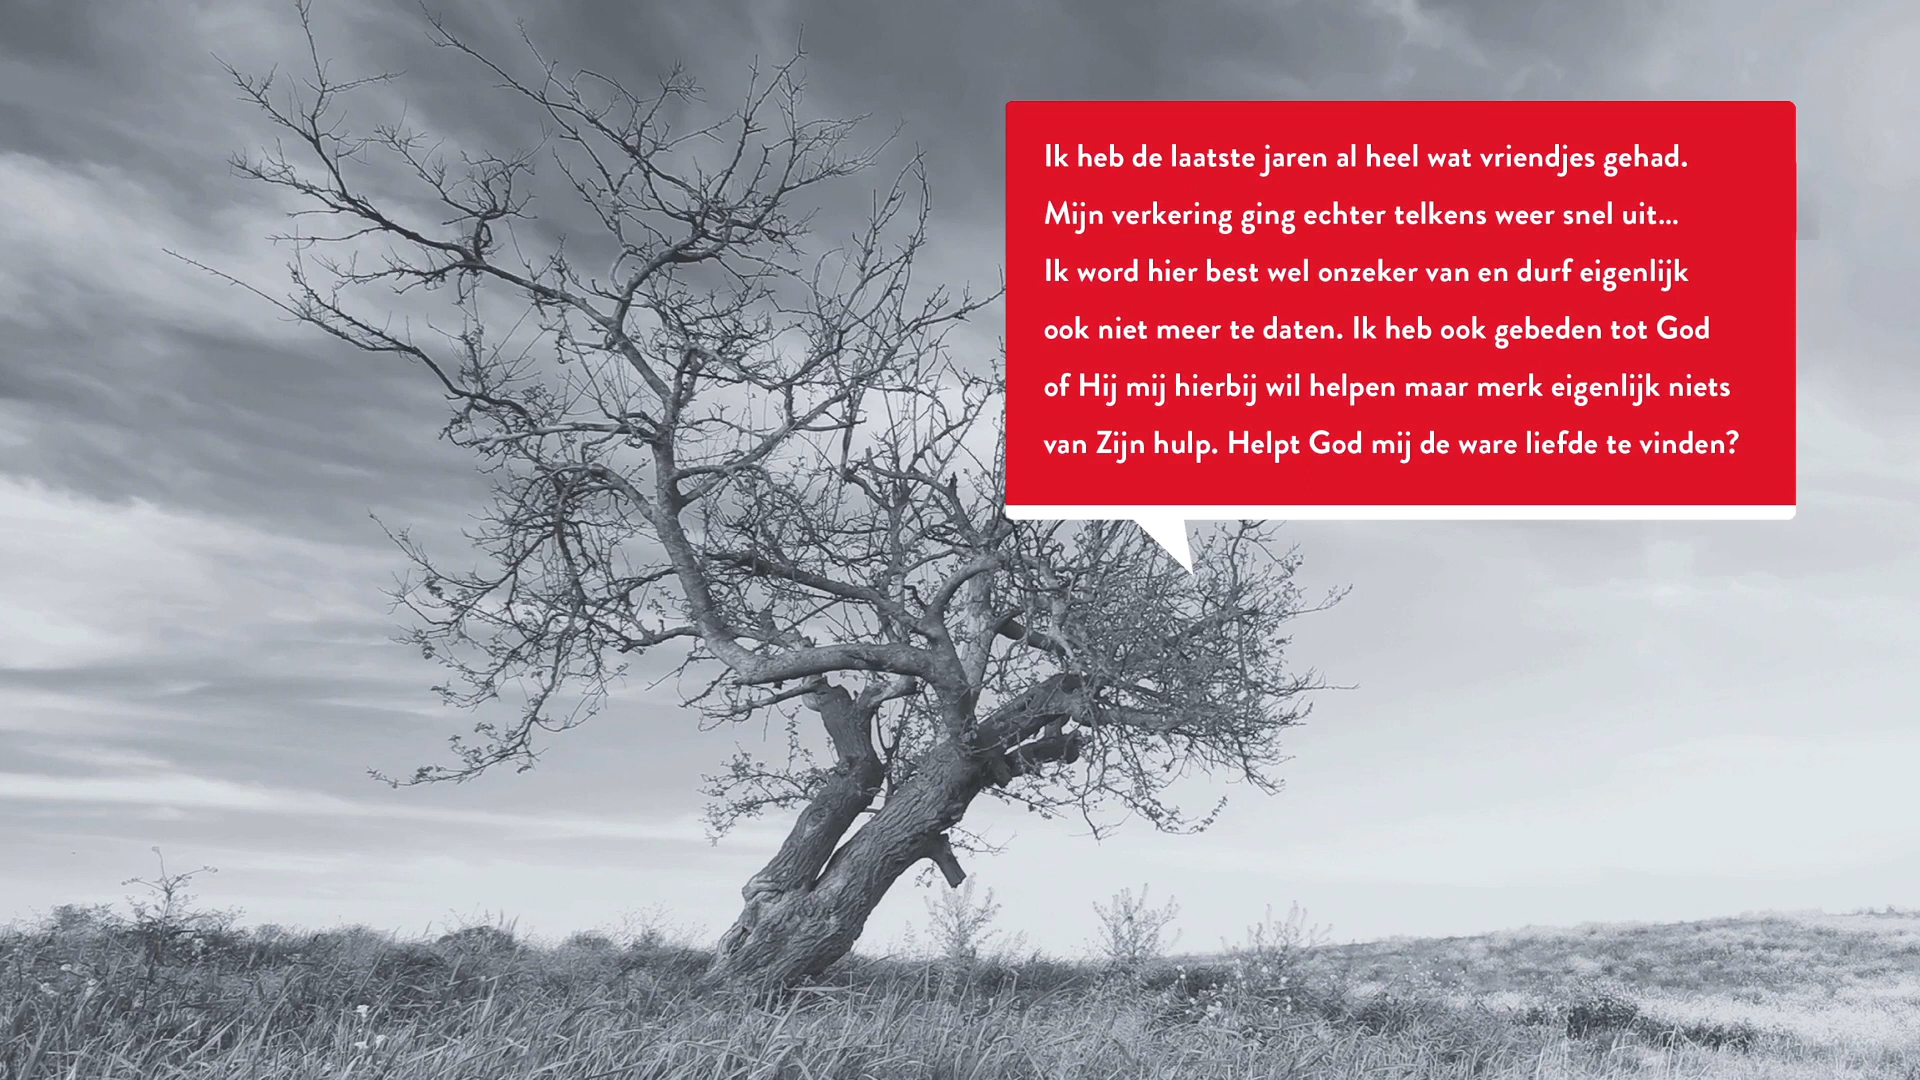 Ik heb de laatste jaren al heel wat vriendjes gehad.
Mijn verkering ging echter telkens weer snel uit...
Ik word hier best wel onzeker van en durf eigenlijk
ook niet meer te daten. Ik heb ook gebeden tot God
of Hij mij hierbij wil helpen maar merk eigenlijk niets
van Zijn hulp. Helpt God mij de ware liefde te vinden?